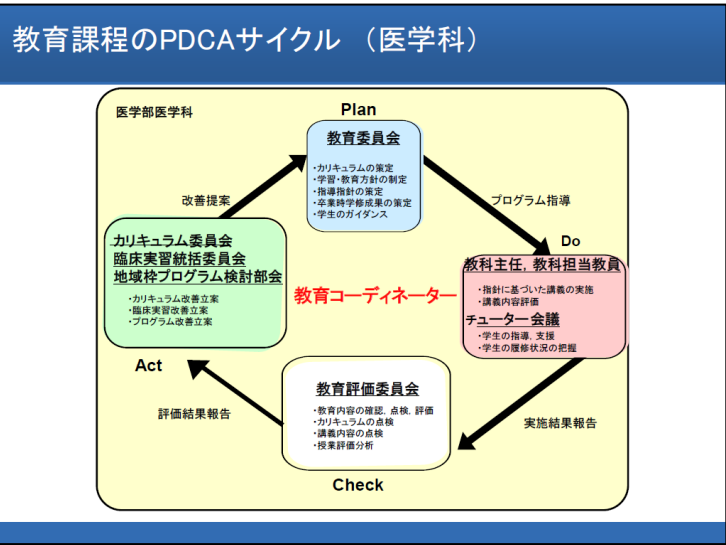 教育課程のPDCAサイクル （医学科）
医学部医学科
Plan
教育委員会
・カリキュラムの策定
・学習・教育方針の制定
・指導指針の策定
・卒業時学修成果の策定
・学生のガイダンス
改善提案
プログラム指導
Do
教科主任，教科担当教員
・指針に基づいた講義の実施
・講義内容評価
チューター会議
・学生の指導，支援
・学生の履修状況の把握
カリキュラム委員会
臨床実習統括委員会
地域枠プログラム検討部会
・カリキュラム改善立案
・臨床実習改善立案
・プログラム改善立案
教育コーディネーター
Act
教育評価委員会
・教育内容の確認，点検，評価
・カリキュラムの点検
・講義内容の点検
・授業評価分析
評価結果報告
実施結果報告
Check